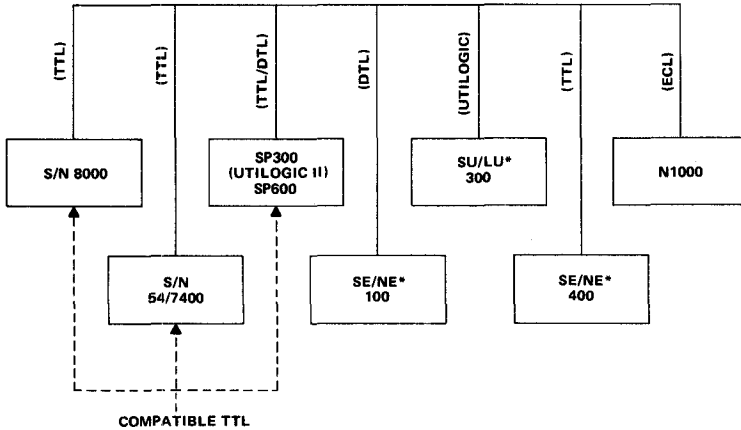 (TTL)
(TTL)
(TTL/DTL)
(DTL)
(UTILOGIC)
(TTL)
(ECL)
S/N 8000
SP300
(UTILOGIC II)
SP600
SU/LU*
300
N1000
S/N
54/7400
SE/NE*
100
SE/NE*
400
COMPATIBLE TTL